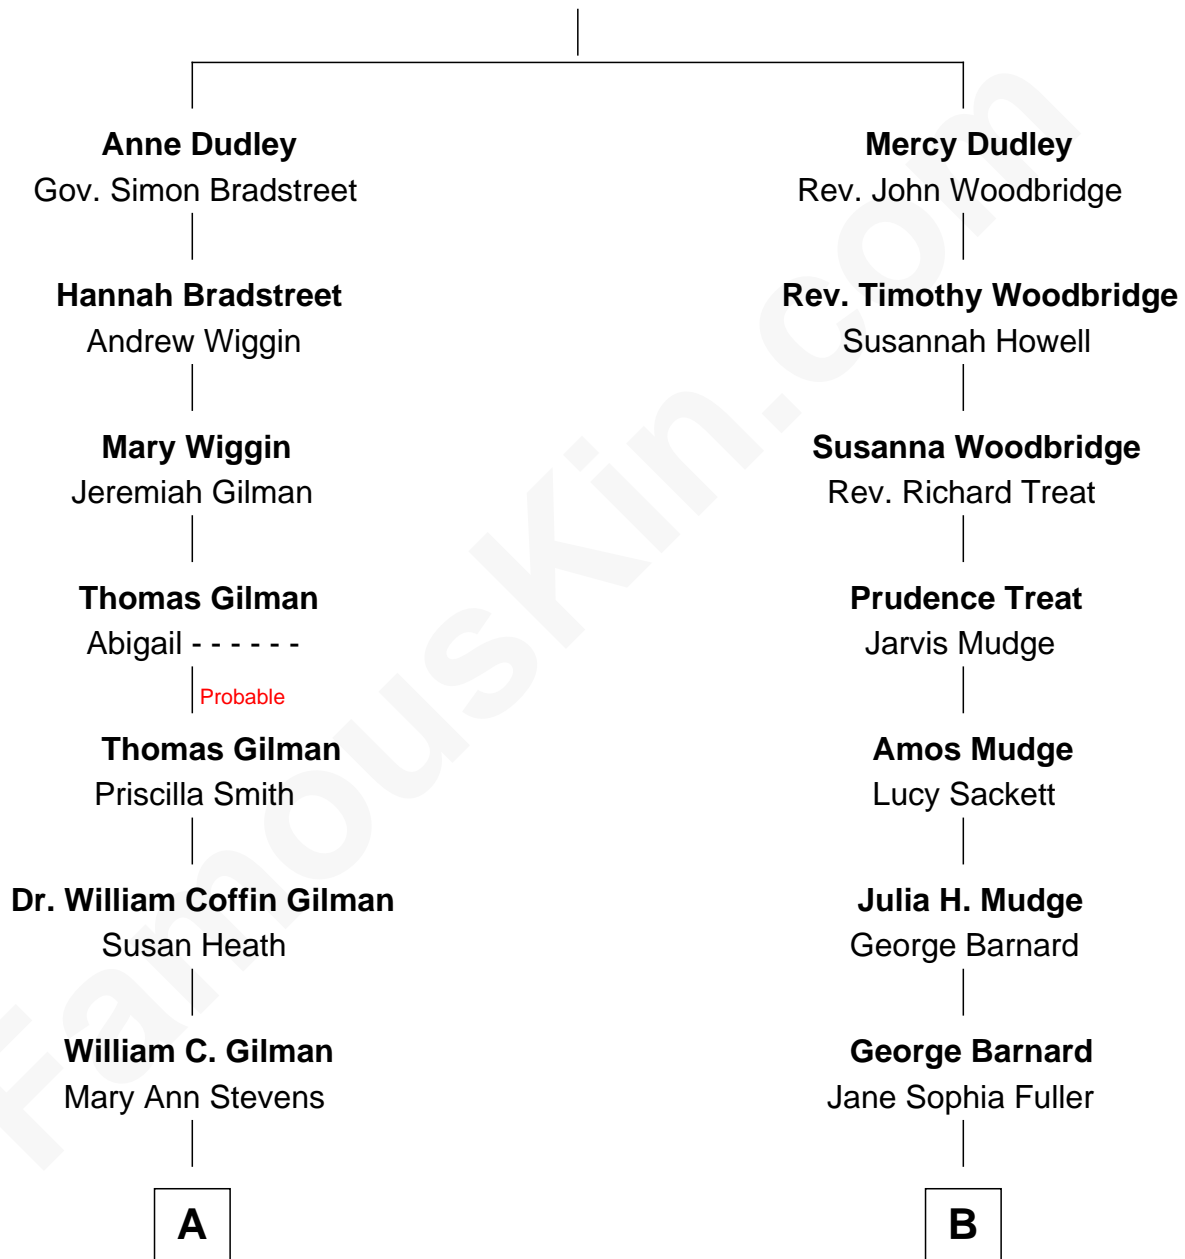 Anne Dudley
Gov. Simon Bradstreet
Hannah Bradstreet
Andrew Wiggin
Mary Wiggin
Jeremiah Gilman
Thomas Gilman
Abigail - - - - - -
Probable
Thomas Gilman
Priscilla Smith
Dr. William Coffin Gilman
Susan Heath
William C. Gilman
Mary Ann Stevens
A
Mercy Dudley
Rev. John Woodbridge
Rev. Timothy Woodbridge
Susannah Howell
Susanna Woodbridge
Rev. Richard Treat
Prudence Treat
Jarvis Mudge
Amos Mudge
Lucy Sackett
Julia H. Mudge
George Barnard
George Barnard
Jane Sophia Fuller
B
FamousKin.com